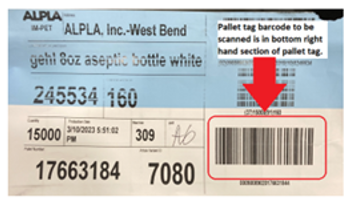 ALPLA
IM-PET
ALPLA, Inc.-West Bend
gehl 8oz aseptic bottle white
245534 160
15000
3/10/2023 5:51:02 PM
309
A6
17663184
7080
Pallet tag barcode to be
scanned is in bottom right
hand section of pallet tag.